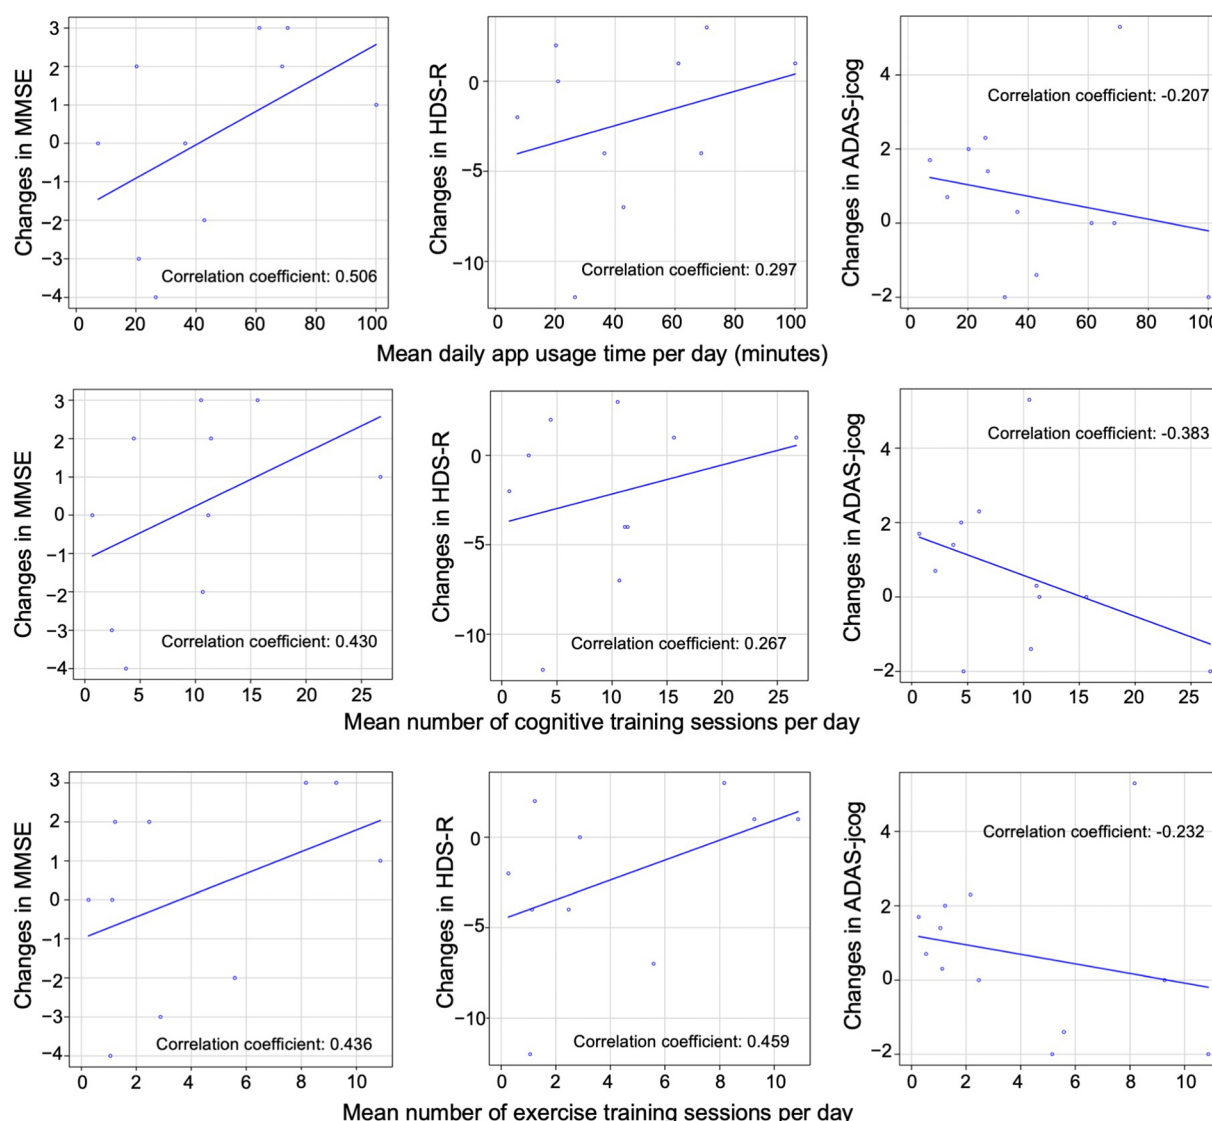 Changes in MMSE
3
2
1
0
−1
−2
−3
−4
Correlation coefficient: 0.506
0 20 40 60 80 100
Changes in HDS-R
0
−5
−10
Correlation coefficient: 0.297
0 20 40 60 80 100
Changes in ADAS-jcog
4
2
0
−2
Correlation coefficient: -0.207
0 20 40 60 80 100
Mean daily app usage time per day (minutes)
Changes in MMSE
3
2
1
0
−1
−2
−3
−4
Correlation coefficient: 0.430
0 5 10 15 20 25
Changes in HDS-R
0
−5
−10
Correlation coefficient: 0.267
0 5 10 15 20 25
Changes in ADAS-jcog
4
2
0
−2
Correlation coefficient: -0.383
0 5 10 15 20 25
Mean number of cognitive training sessions per day
Changes in MMSE
3
2
1
0
−1
−2
−3
−4
Correlation coefficient: 0.436
0 2 4 6 8 10
Changes in HDS-R
0
−5
−10
Correlation coefficient: 0.459
0 2 4 6 8 10
Changes in ADAS-jcog
4
2
0
−2
Correlation coefficient: -0.232
0 2 4 6 8 10
Mean number of exercise training sessions per day